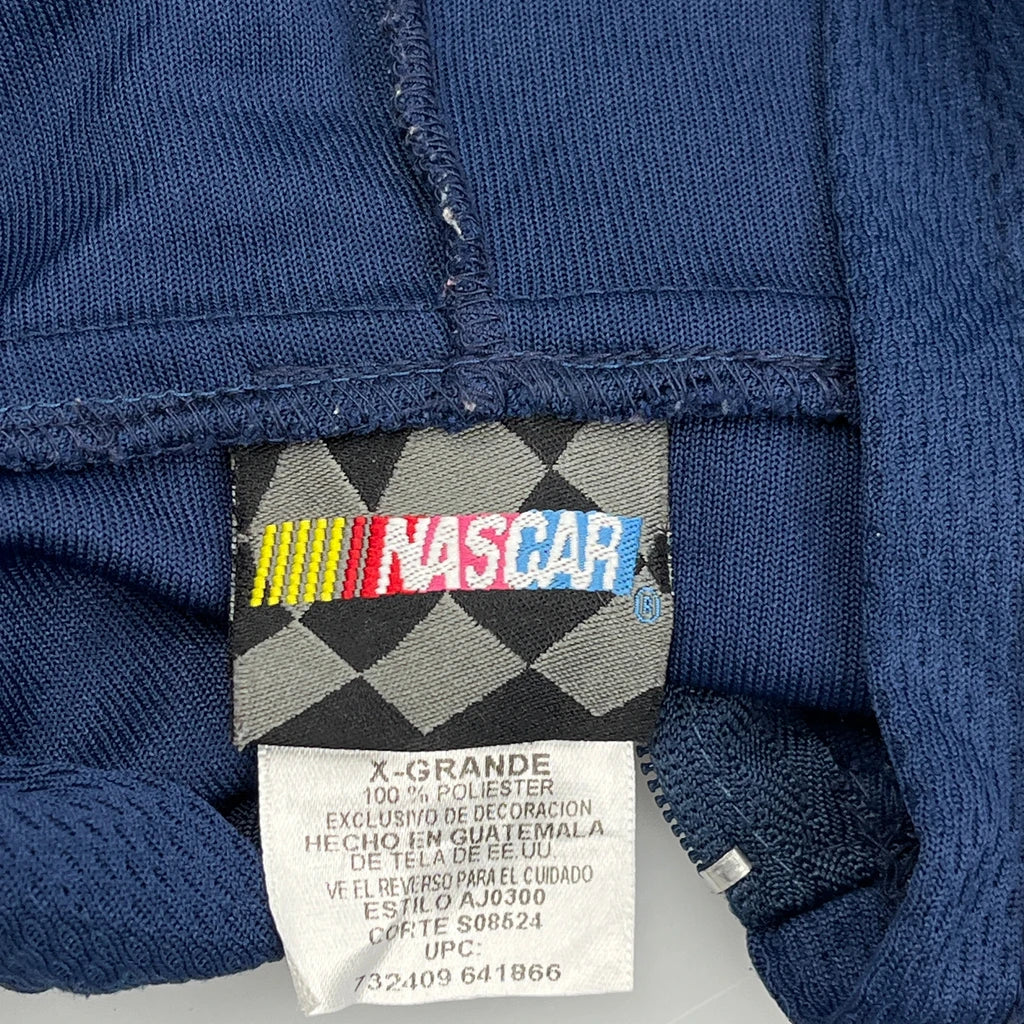 NASCAR
®
X-GRANDE
100 % POLIESTER
EXCLUSIVO DE DECORACION
HECHO EN GUATEMALA
DE TELA DE EE.UU
VE EL REVERSO PARA EL CUIDADO
ESTILO AJ0300
CORTE S08524
UPC:
732409 641866